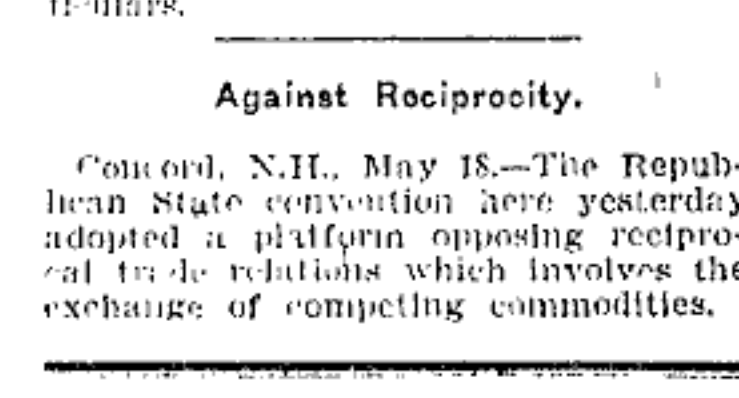 Against Reciprocity.
Concord, N.H., May 18.—The Repub-
lican State convention here yesterday
adopted a platform opposing recipro-
cal trade relations which involves the
exchange of competing commodities.